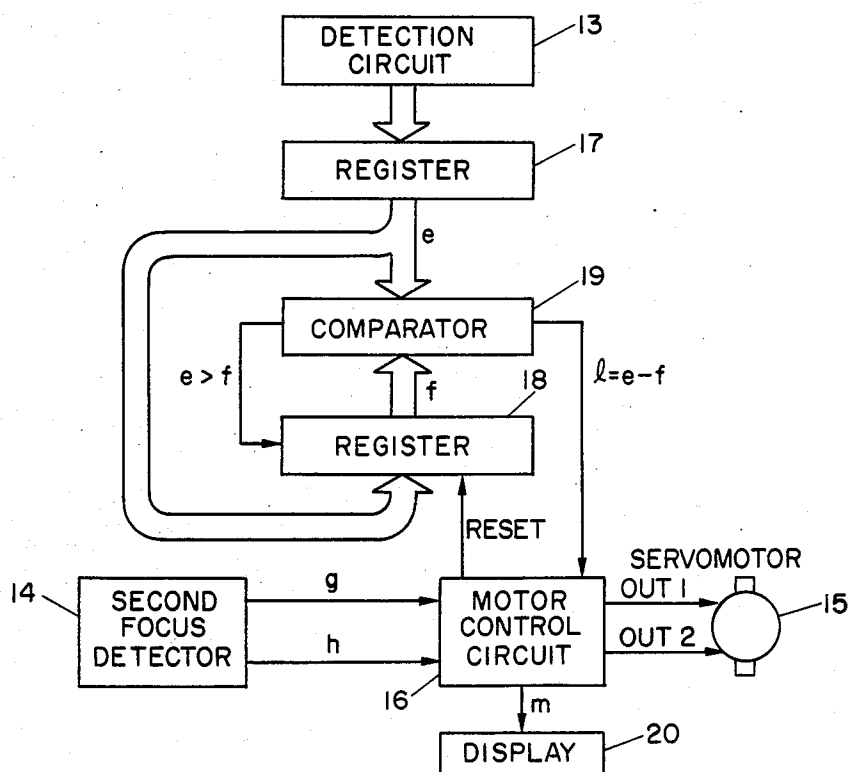 DETECTION
CIRCUIT
13
REGISTER
17
e
COMPARATOR
19
e > f
f
ℓ=e-f
REGISTER
18
RESET
SERVOMOTOR
14
SECOND
FOCUS
DETECTOR
g
h
MOTOR
CONTROL
CIRCUIT
16
OUT 1
OUT 2
15
m
DISPLAY
20